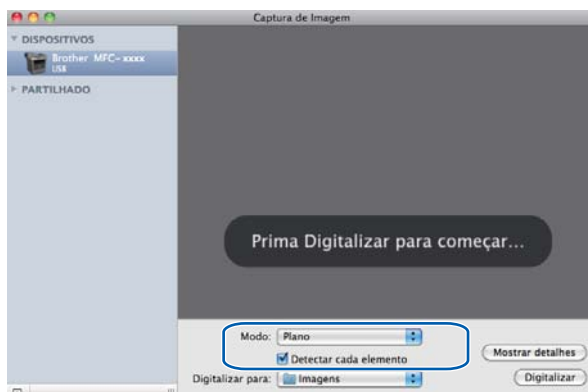 Captura de Imagem
DISPOSITIVOS
Brother MFC-xxxx
USB
PARTILHADO
Prima Digitalizar para começar...
Modo: Plano
Detectar cada elemento
Mostrar detalhes
Digitalizar para: Imagens
Digitalizar